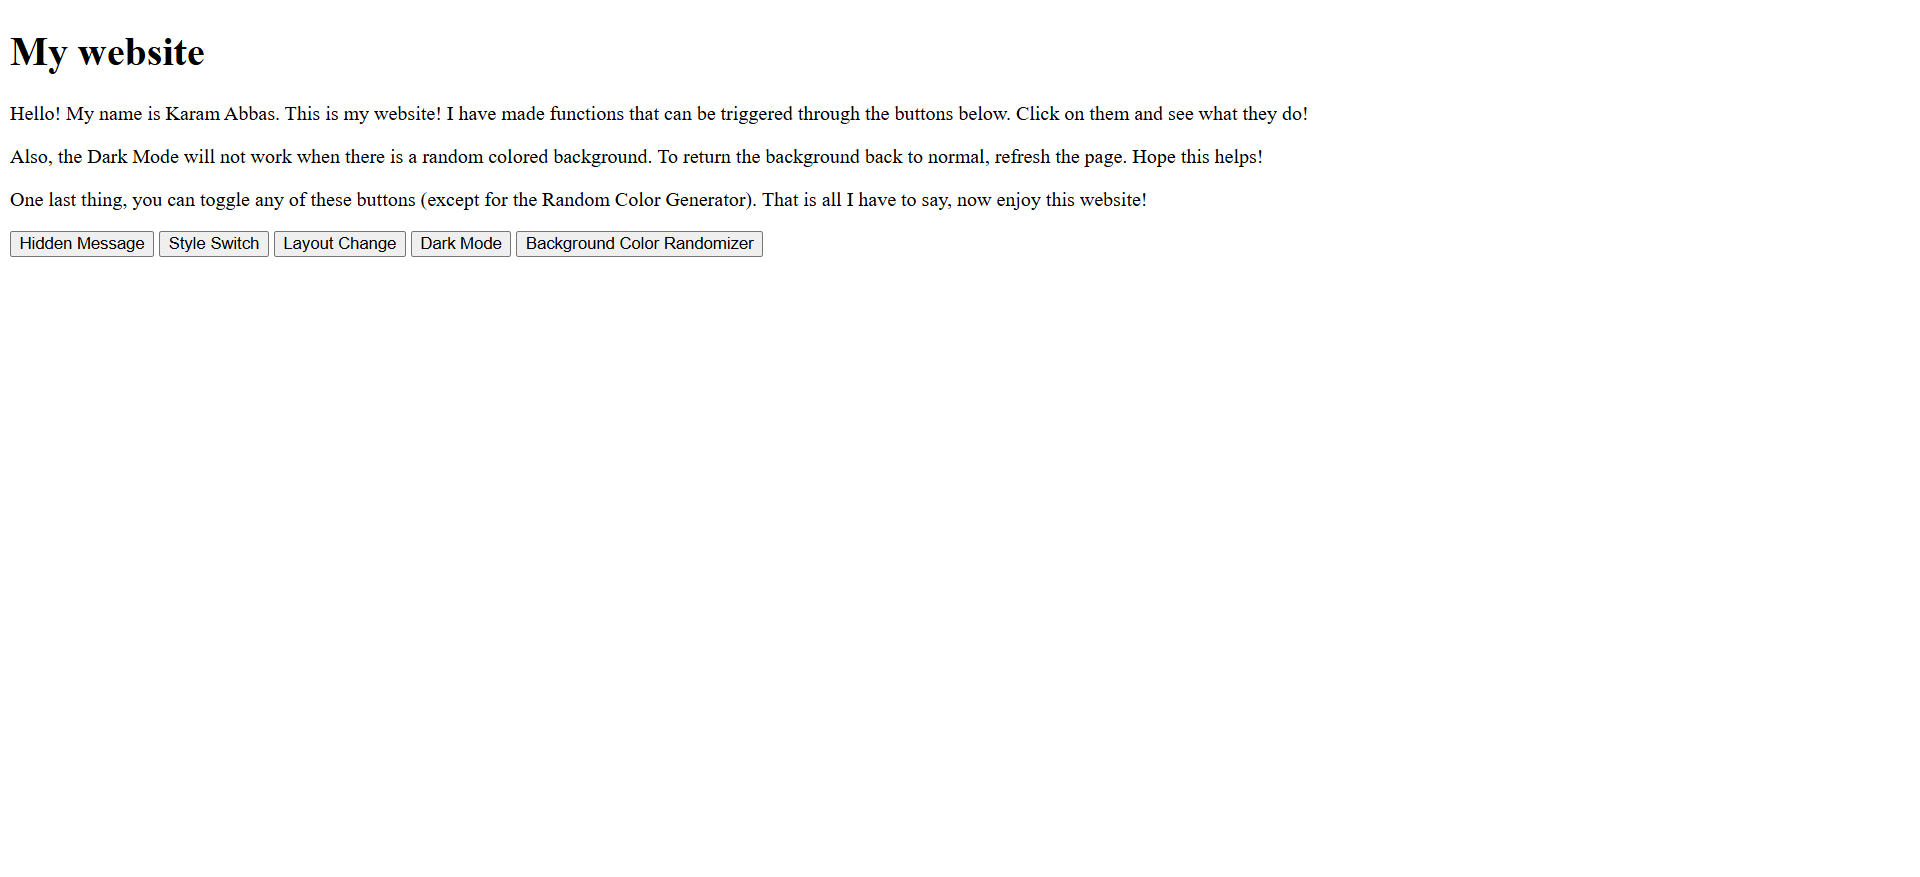 My website
Hello! My name is Karam Abbas. This is my website! I have made functions that can be triggered through the buttons below. Click on them and see what they do!
Also, the Dark Mode will not work when there is a random colored background. To return the background back to normal, refresh the page. Hope this helps!
One last thing, you can toggle any of these buttons (except for the Random Color Generator). That is all I have to say, now enjoy this website!
Hidden Message Style Switch Layout Change Dark Mode Background Color Randomizer